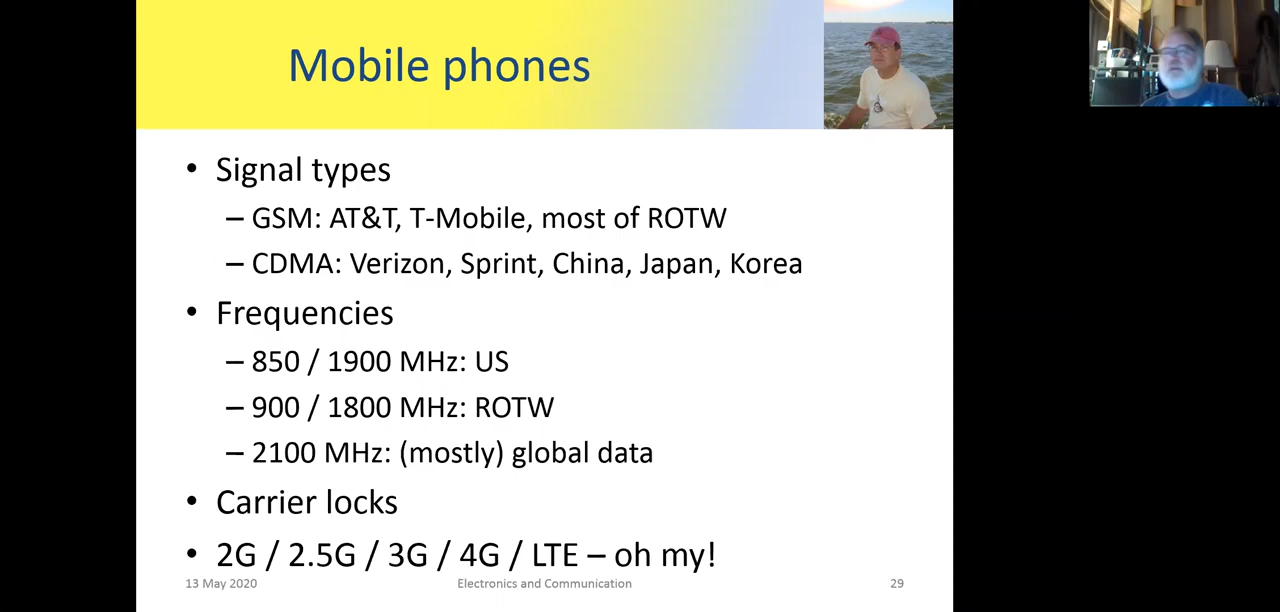 Mobile phones
• Signal types
– GSM: AT&T, T-Mobile, most of ROTW
– CDMA: Verizon, Sprint, China, Japan, Korea
• Frequencies
– 850 / 1900 MHz: US
– 900 / 1800 MHz: ROTW
– 2100 MHz: (mostly) global data
• Carrier locks
• 2G / 2.5G / 3G / 4G / LTE – oh my!
13 May 2020 Electronics and Communication 29